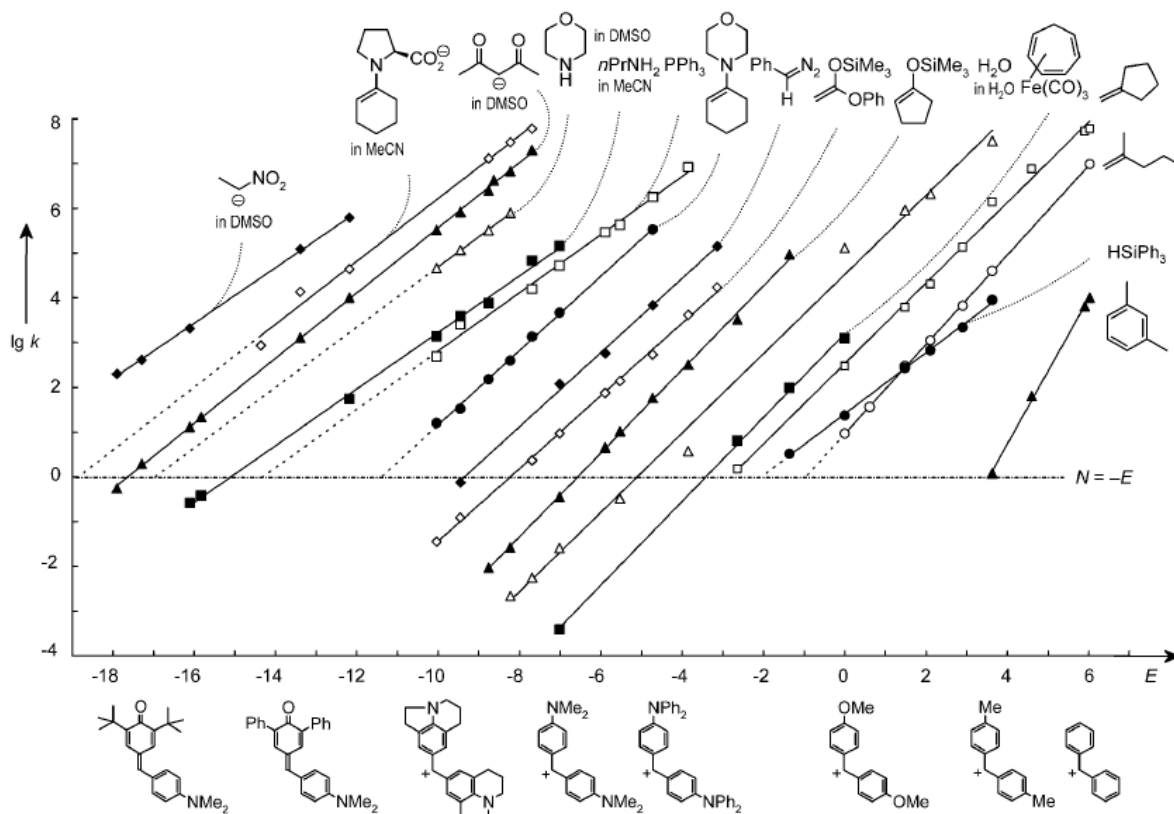 O
O O
N
CO₂⊖
in MeCN
⊖
in DMSO
N
H
in DMSO
nPrNH₂ PPh₃
in MeCN
O
N
Ph N₂
H
OSiMe₃
OPh
OSiMe₃
H₂O
in H₂O
Fe(CO)₃
NO₂
⊖
in DMSO
HSiPh₃
lg k
8
6
4
2
0
-2
-4
N = –E
-18 -16 -14 -12 -10 -8 -6 -4 -2 0 2 4 6 E
O
NMe₂
Ph O Ph
NMe₂
N
+
N
NMe₂
+
NMe₂
NPh₂
+
NPh₂
OMe
+
OMe
Me
+
Me
+